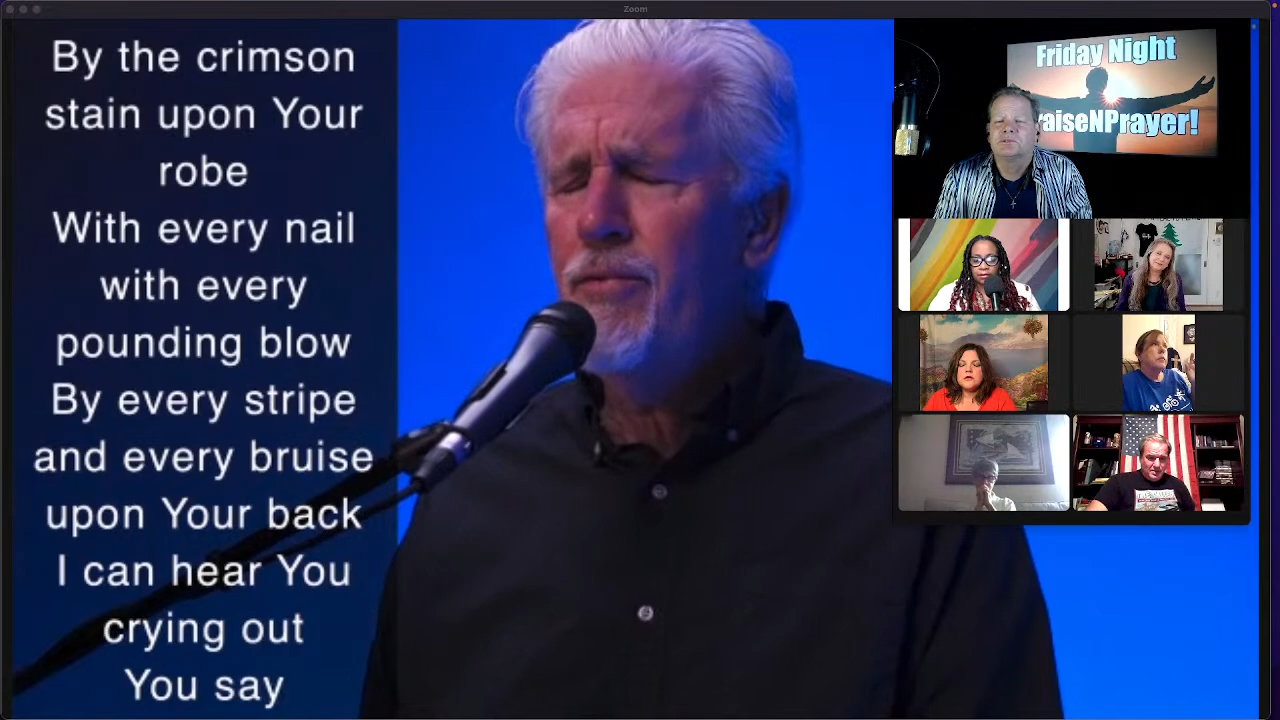 Zoom
By the crimson
stain upon Your
robe
With every nail
with every
pounding blow
By every stripe
and every bruise
upon Your back
I can hear You
crying out
You say
Friday Night
raiseNPrayer!